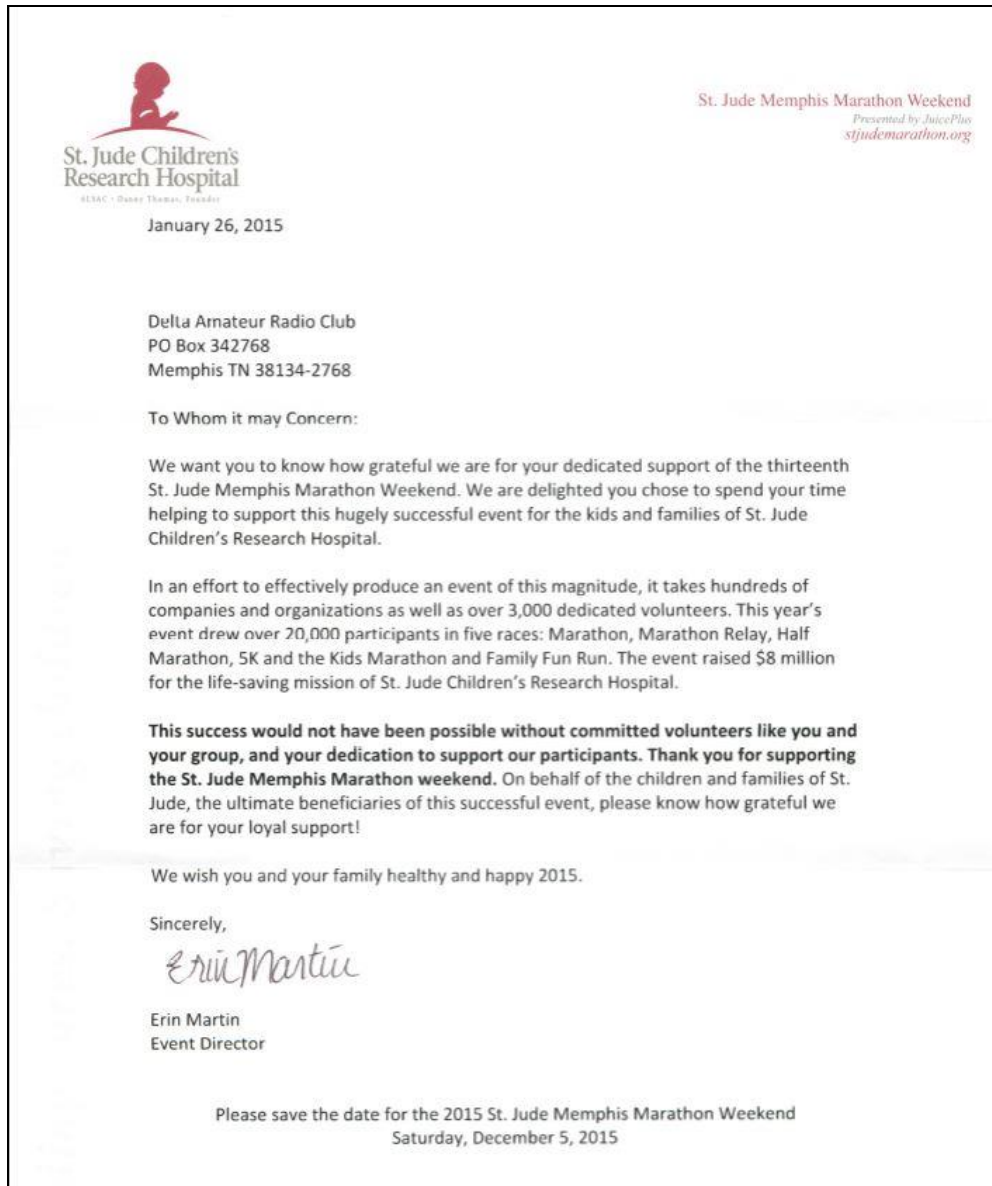 St. Jude Children's
Research Hospital
ALSAC • Danny Thomas, Founder
St. Jude Memphis Marathon Weekend
Presented by JuicePlus
stjudemarathon.org
January 26, 2015
Delta Amateur Radio Club
PO Box 342768
Memphis TN 38134-2768
To Whom it may Concern:
We want you to know how grateful we are for your dedicated support of the thirteenth
St. Jude Memphis Marathon Weekend. We are delighted you chose to spend your time
helping to support this hugely successful event for the kids and families of St. Jude
Children's Research Hospital.
In an effort to effectively produce an event of this magnitude, it takes hundreds of
companies and organizations as well as over 3,000 dedicated volunteers. This year's
event drew over 20,000 participants in five races: Marathon, Marathon Relay, Half
Marathon, 5K and the Kids Marathon and Family Fun Run. The event raised $8 million
for the life-saving mission of St. Jude Children's Research Hospital.
This success would not have been possible without committed volunteers like you and
your group, and your dedication to support our participants. Thank you for supporting
the St. Jude Memphis Marathon weekend. On behalf of the children and families of St.
Jude, the ultimate beneficiaries of this successful event, please know how grateful we
are for your loyal support!
We wish you and your family healthy and happy 2015.
Sincerely,
Erin Martin
Erin Martin
Event Director
Please save the date for the 2015 St. Jude Memphis Marathon Weekend
Saturday, December 5, 2015